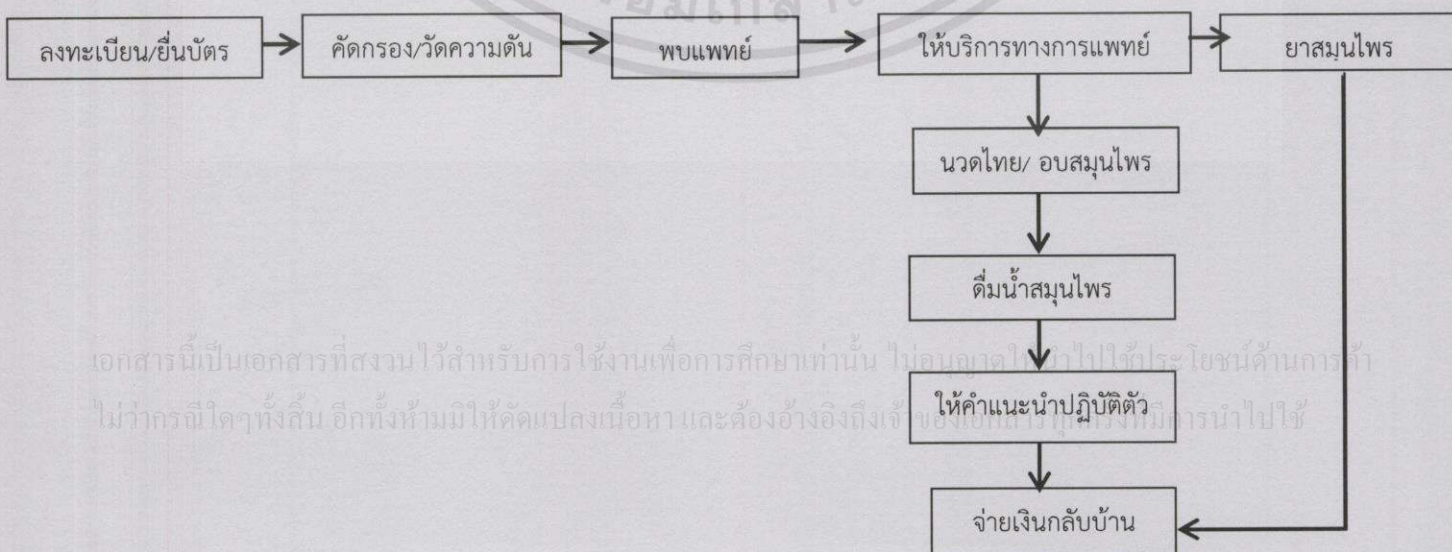 ลงทะเบียน/ยื่นบัตร
คัดกรอง/วัดความดัน
พบแพทย์
ให้บริการทางการแพทย์
ยาสมุนไพร
นวดไทย/ อบสมุนไพร
ดื่มน้ำสมุนไพร
เอกสารนี้เป็นเอกสารที่สงวนไว้สำหรับการใช้งานเพื่อการศึกษาเท่านั้น ไม่อนุญาตให้นำไปใช้ประโยชน์ด้านการค้า
ให้คำแนะนำปฏิบัติตัว
ไม่ว่ากรณีใดๆทั้งสิ้น อีกทั้งห้ามมิให้ดัดแปลงเนื้อหา และต้องอ้างอิงถึงเจ้าของเอกสารทุกครั้งที่มีการนำไปใช้
จ่ายเงินกลับบ้าน